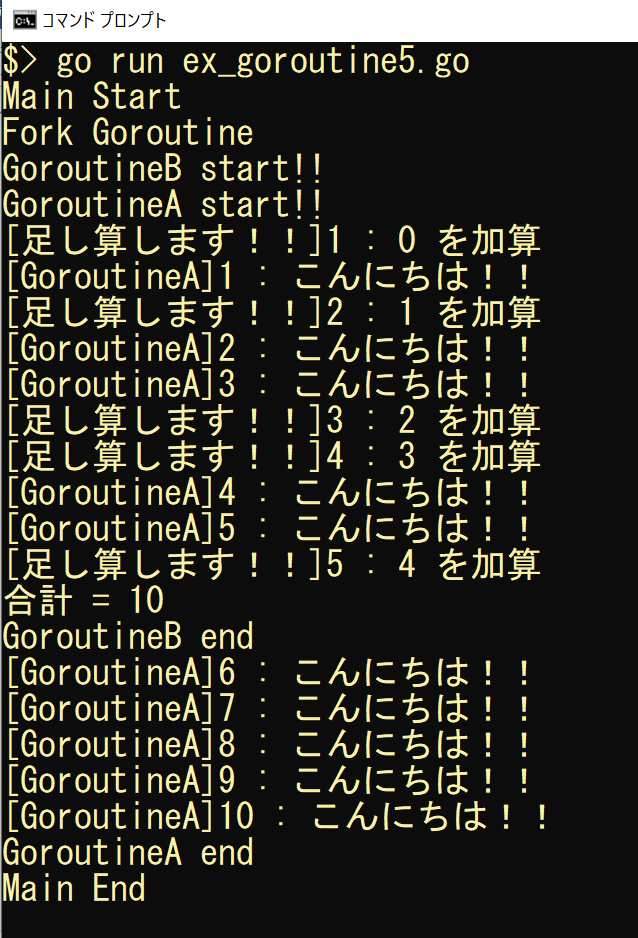 コマンド プロンプト
$> go run ex_goroutine5.go
Main Start
Fork Goroutine
GoroutineB start!!
GoroutineA start!!
[足し算します！！]1 : 0 を加算
[GoroutineA]1 : こんにちは！！
[足し算します！！]2 : 1 を加算
[GoroutineA]2 : こんにちは！！
[GoroutineA]3 : こんにちは！！
[足し算します！！]3 : 2 を加算
[足し算します！！]4 : 3 を加算
[GoroutineA]4 : こんにちは！！
[GoroutineA]5 : こんにちは！！
[足し算します！！]5 : 4 を加算
合計 = 10
GoroutineB end
[GoroutineA]6 : こんにちは！！
[GoroutineA]7 : こんにちは！！
[GoroutineA]8 : こんにちは！！
[GoroutineA]9 : こんにちは！！
[GoroutineA]10 : こんにちは！！
GoroutineA end
Main End